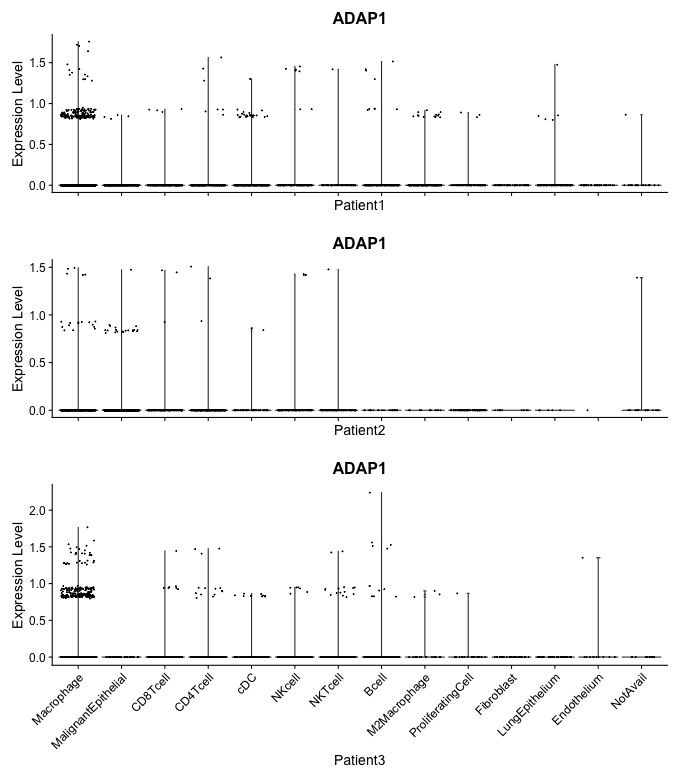 ADAP1
Expression Level
1.5
1.0
0.5
0.0
Patient1
ADAP1
Expression Level
1.5
1.0
0.5
0.0
Patient2
ADAP1
Expression Level
2.0
1.5
1.0
0.5
0.0
Macrophage
MalignantEpithelial
CD8Tcell
CD4Tcell
cDC
NKcell
NKTcell
Bcell
M2Macrophage
ProliferatingCell
Fibroblast
LungEpithelium
Endothelium
NotAvail
Patient3